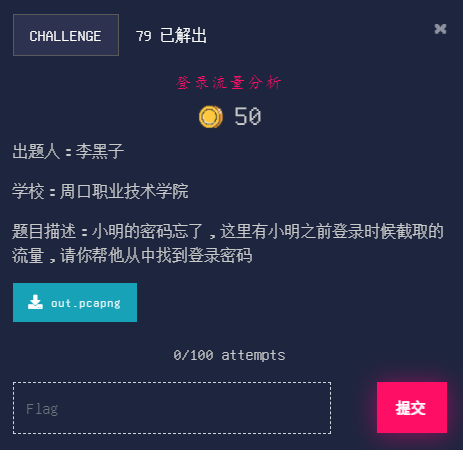 CHALLENGE 79 已解出
登录流量分析
50
出题人：李黑子
学校：周口职业技术学院
题目描述：小明的密码忘了，这里有小明之前登录时候截取的
流量，请你帮他从中找到登录密码
out.pcapng
0/100 attempts
Flag 提交